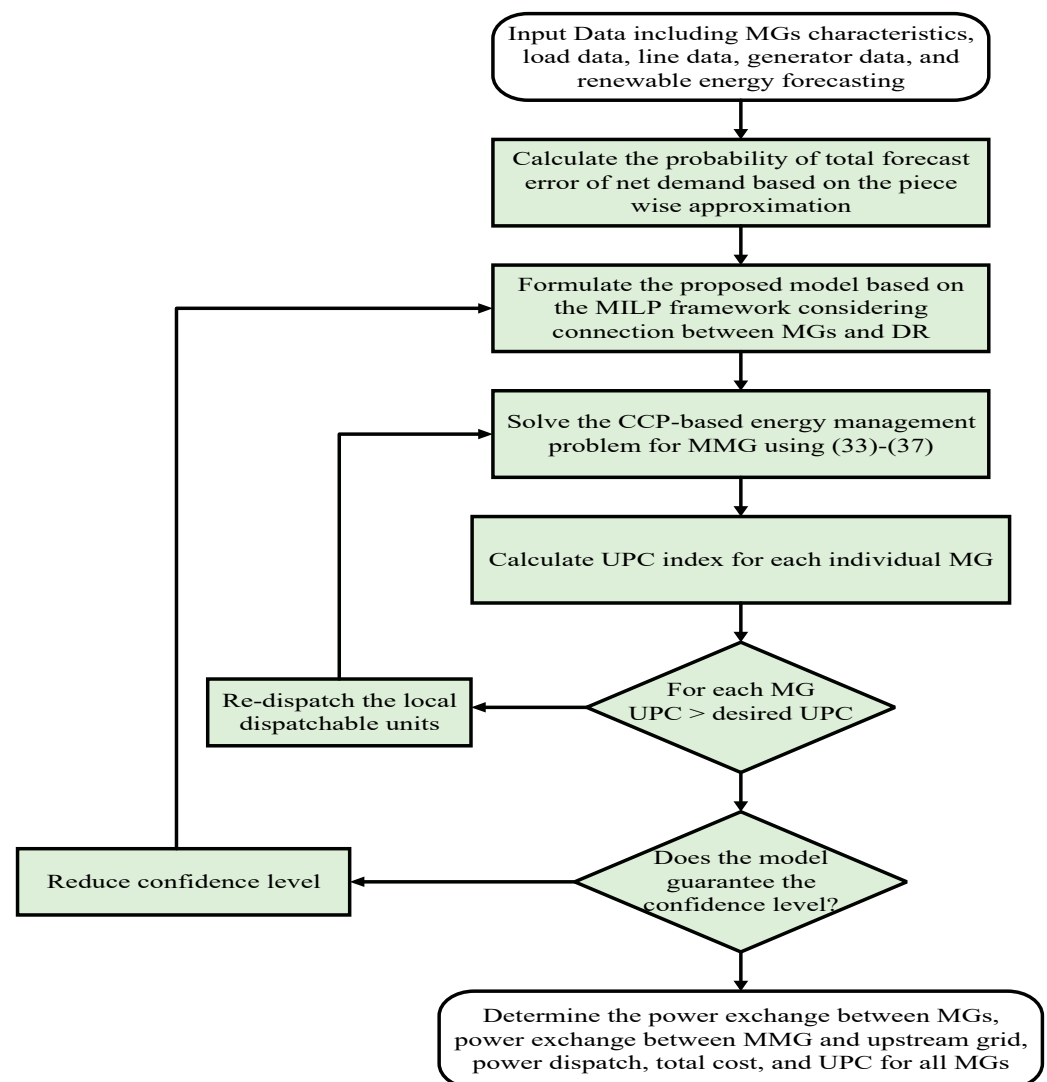 Input Data including MGs characteristics,
load data, line data, generator data, and
renewable energy forecasting
Calculate the probability of total forecast
error of net demand based on the piece
wise approximation
Formulate the proposed model based on
the MILP framework considering
connection between MGs and DR
Solve the CCP-based energy management
problem for MMG using (33)-(37)
Calculate UPC index for each individual MG
For each MG
UPC > desired UPC
Re-dispatch the local
dispatchable units
Does the model
guarantee the
confidence level?
Reduce confidence level
Determine the power exchange between MGs,
power exchange between MMG and upstream grid,
power dispatch, total cost, and UPC for all MGs